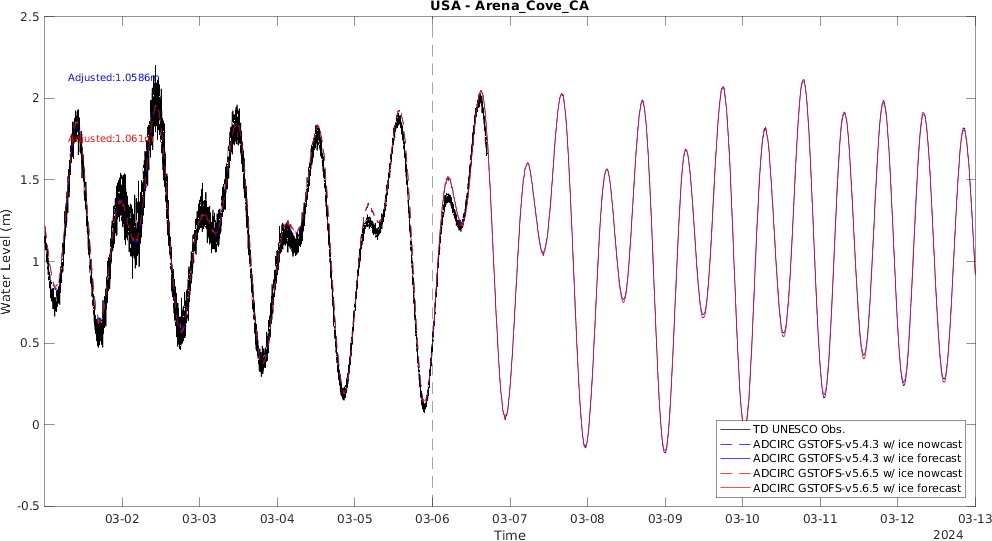 USA - Arena_Cove_CA
2.5
2
1.5
1
0.5
0
-0.5
Water Level (m)
Adjusted:1.0586m
Adjusted:1.061m
TD UNESCO Obs.
ADCIRC GSTOFS-v5.4.3 w/ ice nowcast
ADCIRC GSTOFS-v5.4.3 w/ ice forecast
ADCIRC GSTOFS-v5.6.5 w/ ice nowcast
ADCIRC GSTOFS-v5.6.5 w/ ice forecast
03-02 03-03 03-04 03-05 03-06 03-07 03-08 03-09 03-10 03-11 03-12 03-13
Time
2024